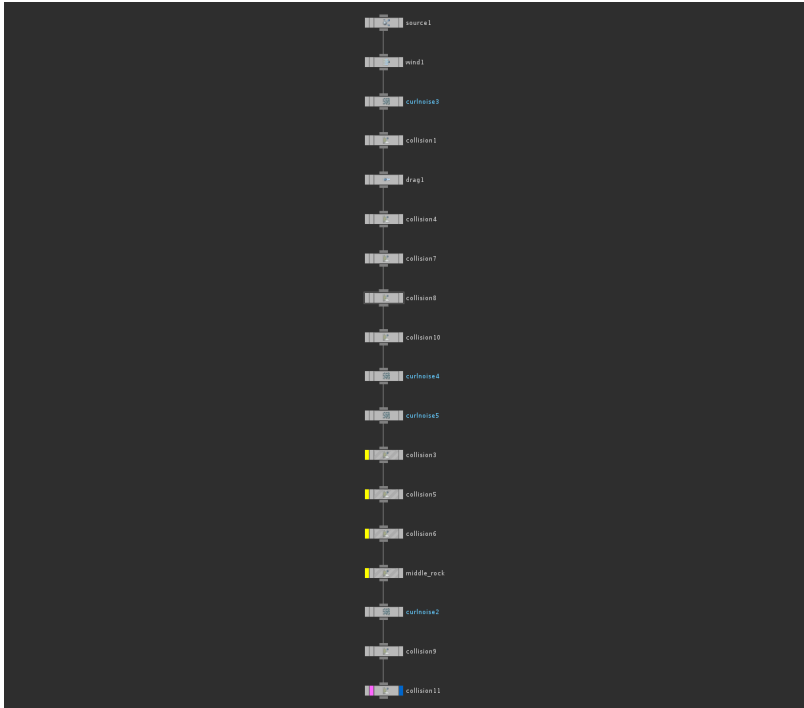 source1
wind1
curlnoise3
collision1
drag1
collision4
collision7
collision8
collision10
curlnoise4
curlnoise5
collision3
collision5
collision6
middle_rock
curlnoise2
collision9
collision11